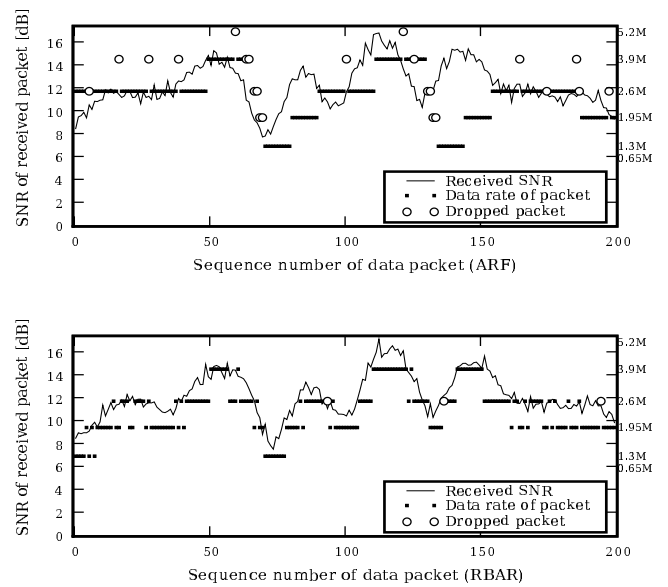 SNR of received packet [dB]
16
14
12
10
8
6
4
2
0
5.2M
3.9M
2.6M
1.95M
1.3M
0.65M
Received SNR
Data rate of packet
Dropped packet
0 50 100 150 200
Sequence number of data packet (ARF)
SNR of received packet [dB]
16
14
12
10
8
6
4
2
0
5.2M
3.9M
2.6M
1.95M
1.3M
0.65M
Received SNR
Data rate of packet
Dropped packet
0 50 100 150 200
Sequence number of data packet (RBAR)